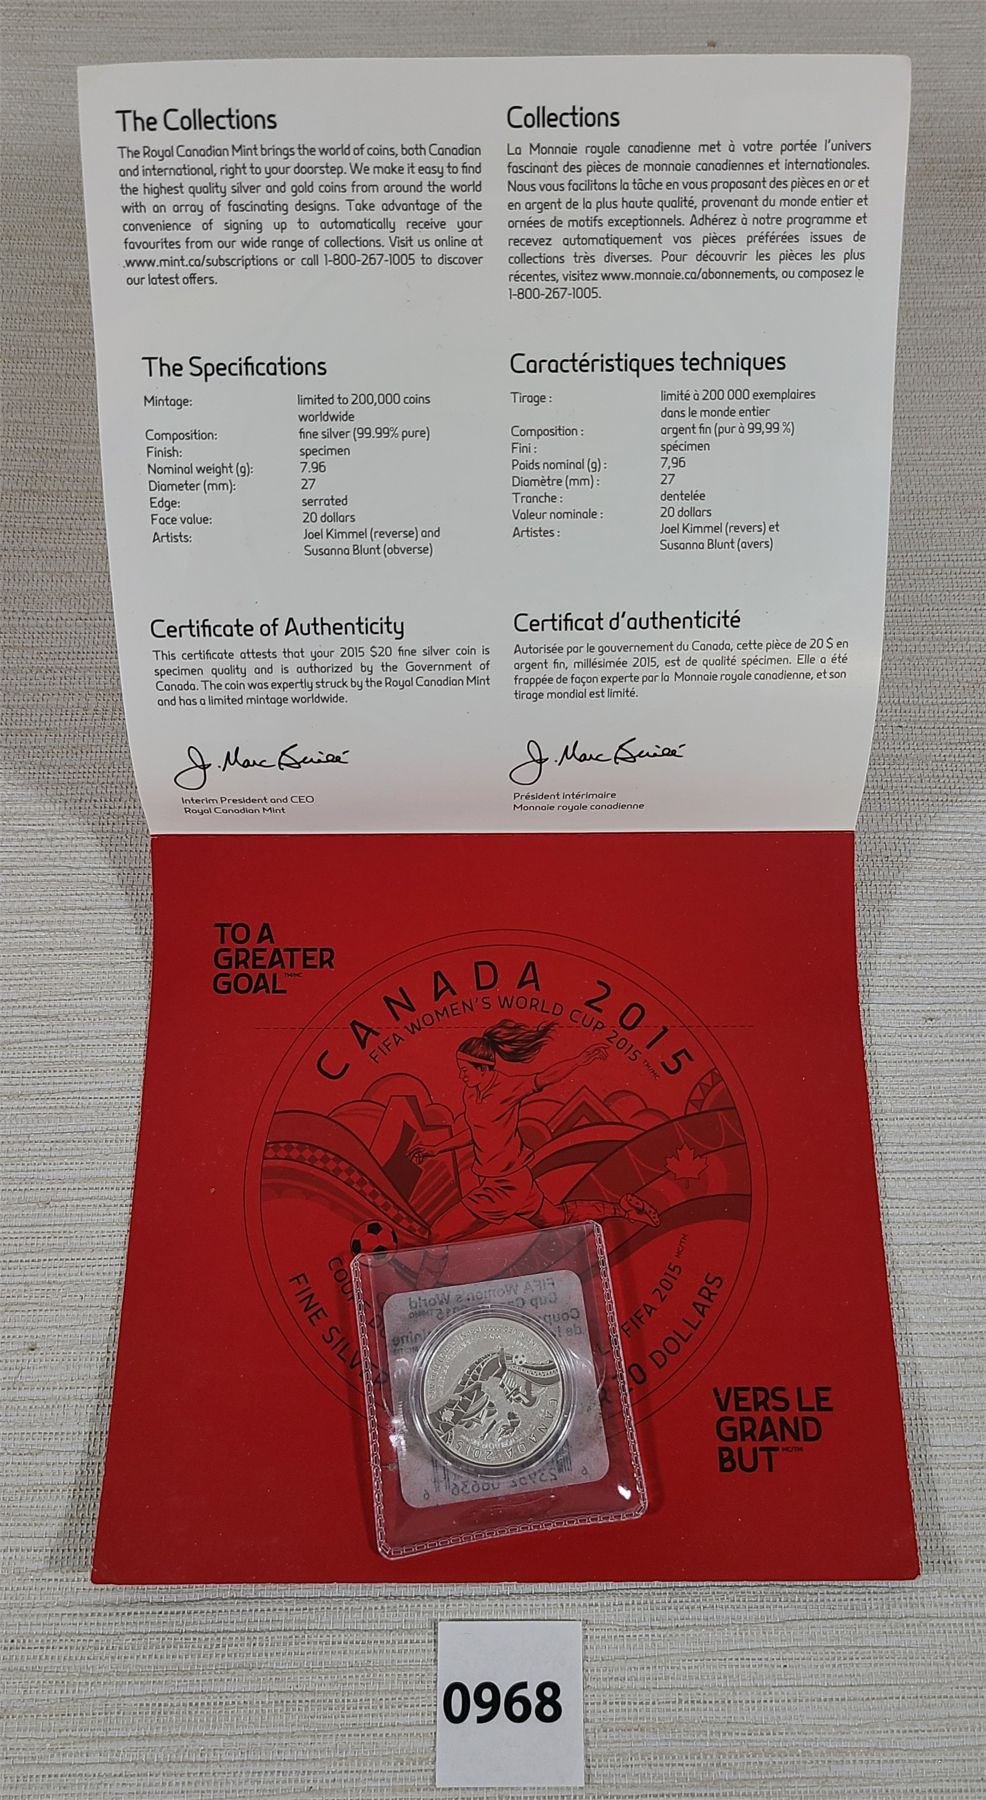 The Collections
The Royal Canadian Mint brings the world of coins, both Canadian
and international, right to your doorstep. We make it easy to find
the highest quality silver and gold coins from around the world
with an array of fascinating designs. Take advantage of the
convenience of signing up to automatically receive your
favourites from our wide range of collections. Visit us online at
www.mint.ca/subscriptions or call 1-800-267-1005 to discover
our latest offers.
Collections
La Monnaie royale canadienne met à votre portée l'univers
fascinant des pièces de monnaie canadiennes et internationales.
Nous vous facilitons la tâche en vous proposant des pièces en or et
en argent de la plus haute qualité, provenant du monde entier et
ornées de motifs exceptionnels. Adhérez à notre programme et
recevez automatiquement vos pièces préférées issues de
collections très diverses. Pour découvrir les pièces les plus
récentes, visitez www.monnaie.ca/abonnements, ou composez le
1-800-267-1005.
The Specifications
Mintage: limited to 200,000 coins
worldwide
Composition: fine silver (99.99% pure)
Finish: specimen
Nominal weight (g): 7.96
Diameter (mm): 27
Edge: serrated
Face value: 20 dollars
Artists: Joel Kimmel (reverse) and
Susanna Blunt (obverse)
Caractéristiques techniques
Tirage : limité à 200 000 exemplaires
dans le monde entier
Composition : argent fin (pur à 99,99 %)
Fini : spécimen
Poids nominal (g) : 7,96
Diamètre (mm) : 27
Tranche : dentelée
Valeur nominale : 20 dollars
Artistes : Joel Kimmel (revers) et
Susanna Blunt (avers)
Certificate of Authenticity
This certificate attests that your 2015 $20 fine silver coin is
specimen quality and is authorized by the Government of
Canada. The coin was expertly struck by the Royal Canadian Mint
and has a limited mintage worldwide.
Interim President and CEO
Royal Canadian Mint
Certificat d'authenticité
Autorisée par le gouvernement du Canada, cette pièce de 20 $ en
argent fin, millésimée 2015, est de qualité spécimen. Elle a été
frappée de façon experte par la Monnaie royale canadienne, et son
tirage mondial est limité.
Président intérimaire
Monnaie royale canadienne
TO A
GREATER
GOAL TM/MC
CANADA 2015
FIFA WOMEN'S WORLD CUP 2015 TM/MC
FIFA 2015 MC/TM
FINE SILV
20 DOLLARS
CANADA 2015
VERS LE
GRAND
BUT MC/TM
0968